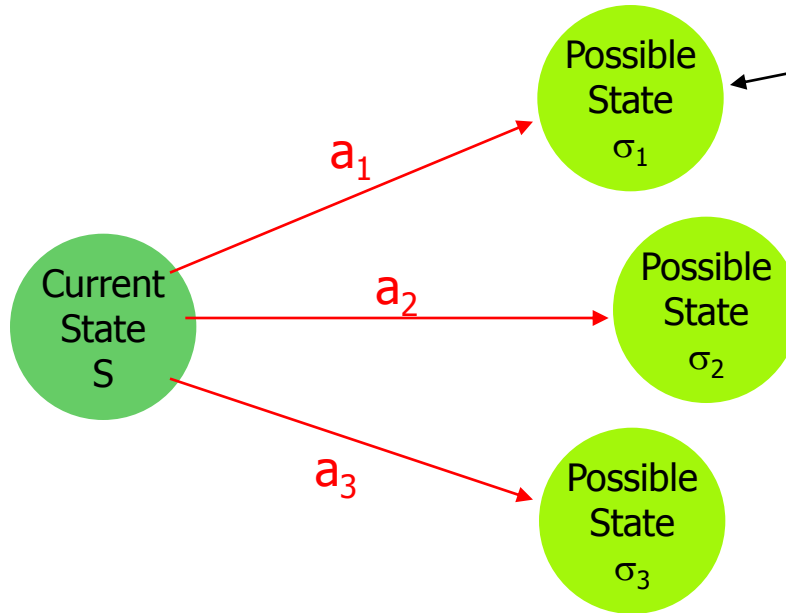 Possible
State
σ₁
a₁
Current
State
S
a₂
Possible
State
σ₂
a₃
Possible
State
σ₃